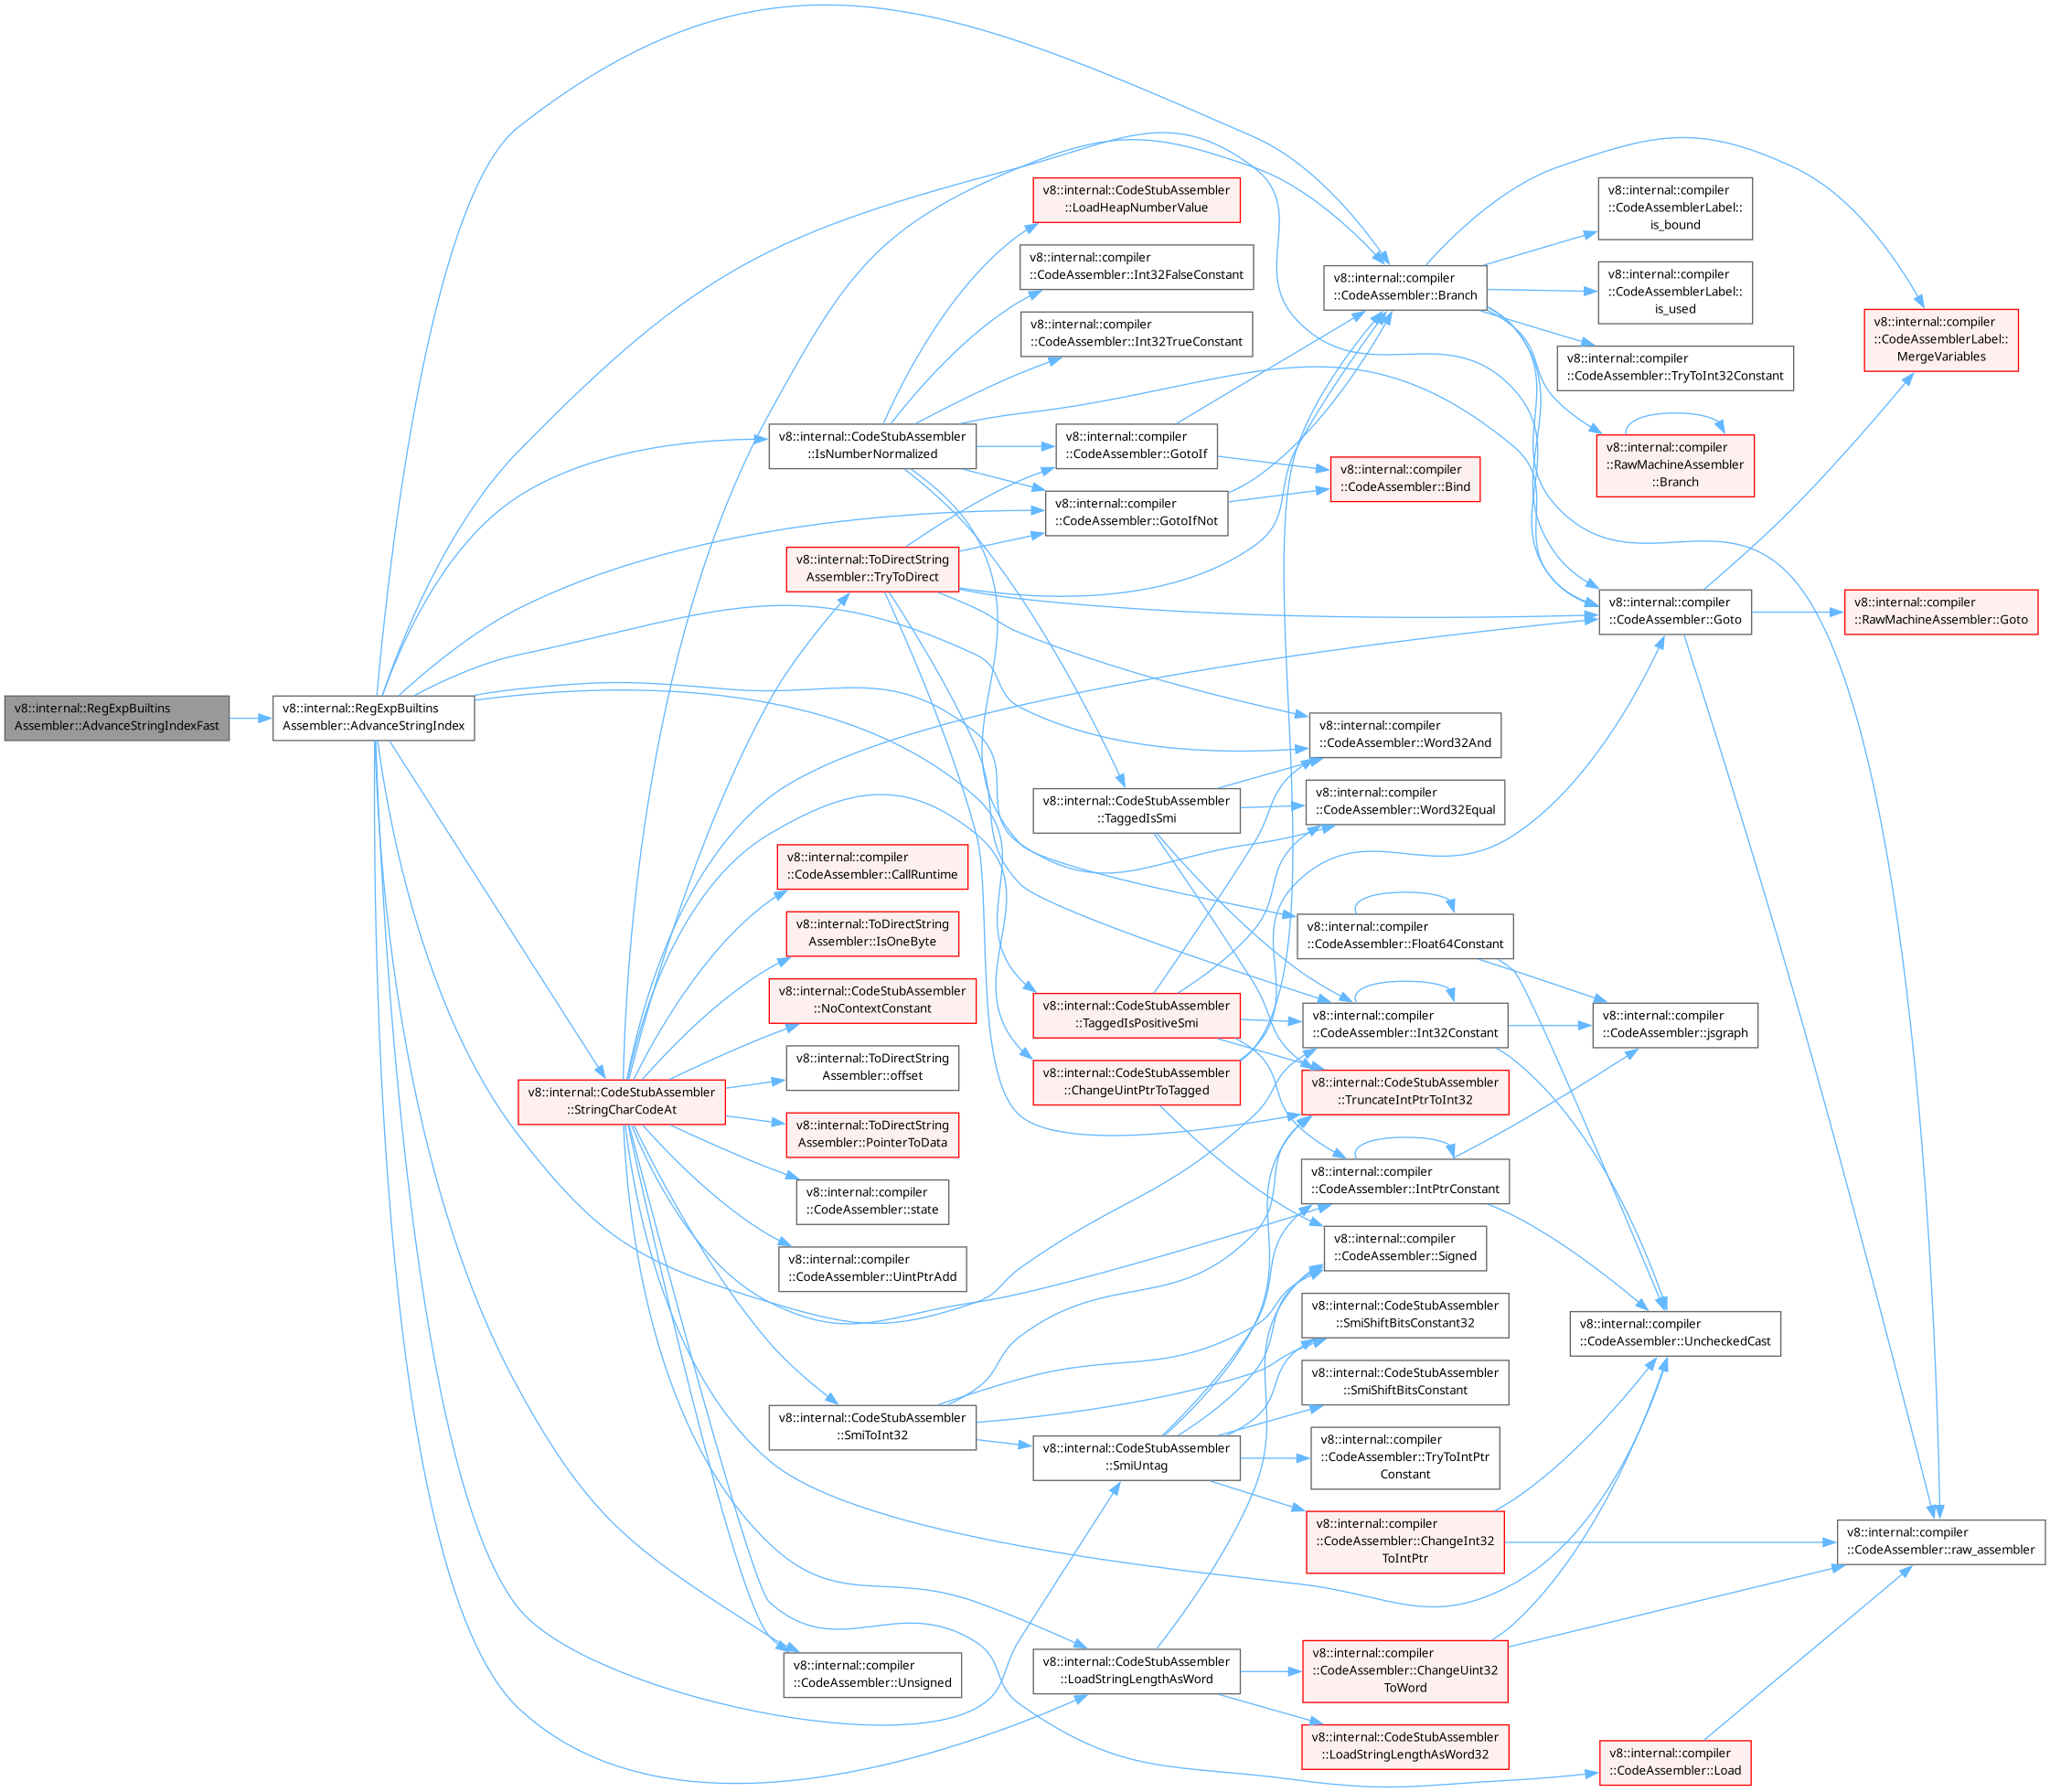 v8::internal::RegExpBuiltins
Assembler::AdvanceStringIndexFast
v8::internal::RegExpBuiltins
Assembler::AdvanceStringIndex
v8::internal::CodeStubAssembler
::StringCharCodeAt
v8::internal::CodeStubAssembler
::IsNumberNormalized
v8::internal::ToDirectString
Assembler::TryToDirect
v8::internal::compiler
::CodeAssembler::CallRuntime
v8::internal::ToDirectString
Assembler::IsOneByte
v8::internal::CodeStubAssembler
::NoContextConstant
v8::internal::ToDirectString
Assembler::offset
v8::internal::ToDirectString
Assembler::PointerToData
v8::internal::compiler
::CodeAssembler::state
v8::internal::compiler
::CodeAssembler::UintPtrAdd
v8::internal::CodeStubAssembler
::SmiToInt32
v8::internal::compiler
::CodeAssembler::Unsigned
v8::internal::CodeStubAssembler
::LoadHeapNumberValue
v8::internal::compiler
::CodeAssembler::Int32FalseConstant
v8::internal::compiler
::CodeAssembler::Int32TrueConstant
v8::internal::compiler
::CodeAssembler::GotoIf
v8::internal::compiler
::CodeAssembler::GotoIfNot
v8::internal::CodeStubAssembler
::TaggedIsSmi
v8::internal::CodeStubAssembler
::TaggedIsPositiveSmi
v8::internal::CodeStubAssembler
::ChangeUintPtrToTagged
v8::internal::CodeStubAssembler
::SmiUntag
v8::internal::CodeStubAssembler
::LoadStringLengthAsWord
v8::internal::compiler
::CodeAssembler::Branch
v8::internal::compiler
::CodeAssembler::Bind
v8::internal::compiler
::CodeAssembler::Word32And
v8::internal::compiler
::CodeAssembler::Word32Equal
v8::internal::compiler
::CodeAssembler::Float64Constant
v8::internal::compiler
::CodeAssembler::Int32Constant
v8::internal::CodeStubAssembler
::TruncateIntPtrToInt32
v8::internal::compiler
::CodeAssembler::IntPtrConstant
v8::internal::compiler
::CodeAssembler::Signed
v8::internal::CodeStubAssembler
::SmiShiftBitsConstant32
v8::internal::CodeStubAssembler
::SmiShiftBitsConstant
v8::internal::compiler
::CodeAssembler::TryToIntPtr
Constant
v8::internal::compiler
::CodeAssembler::ChangeInt32
ToIntPtr
v8::internal::compiler
::CodeAssembler::ChangeUint32
ToWord
v8::internal::CodeStubAssembler
::LoadStringLengthAsWord32
v8::internal::compiler
::CodeAssemblerLabel::
is_bound
v8::internal::compiler
::CodeAssemblerLabel::
is_used
v8::internal::compiler
::CodeAssembler::TryToInt32Constant
v8::internal::compiler
::RawMachineAssembler
::Branch
v8::internal::compiler
::CodeAssembler::Goto
v8::internal::compiler
::CodeAssembler::jsgraph
v8::internal::compiler
::CodeAssembler::UncheckedCast
v8::internal::compiler
::CodeAssembler::Load
v8::internal::compiler
::CodeAssemblerLabel::
MergeVariables
v8::internal::compiler
::RawMachineAssembler::Goto
v8::internal::compiler
::CodeAssembler::raw_assembler